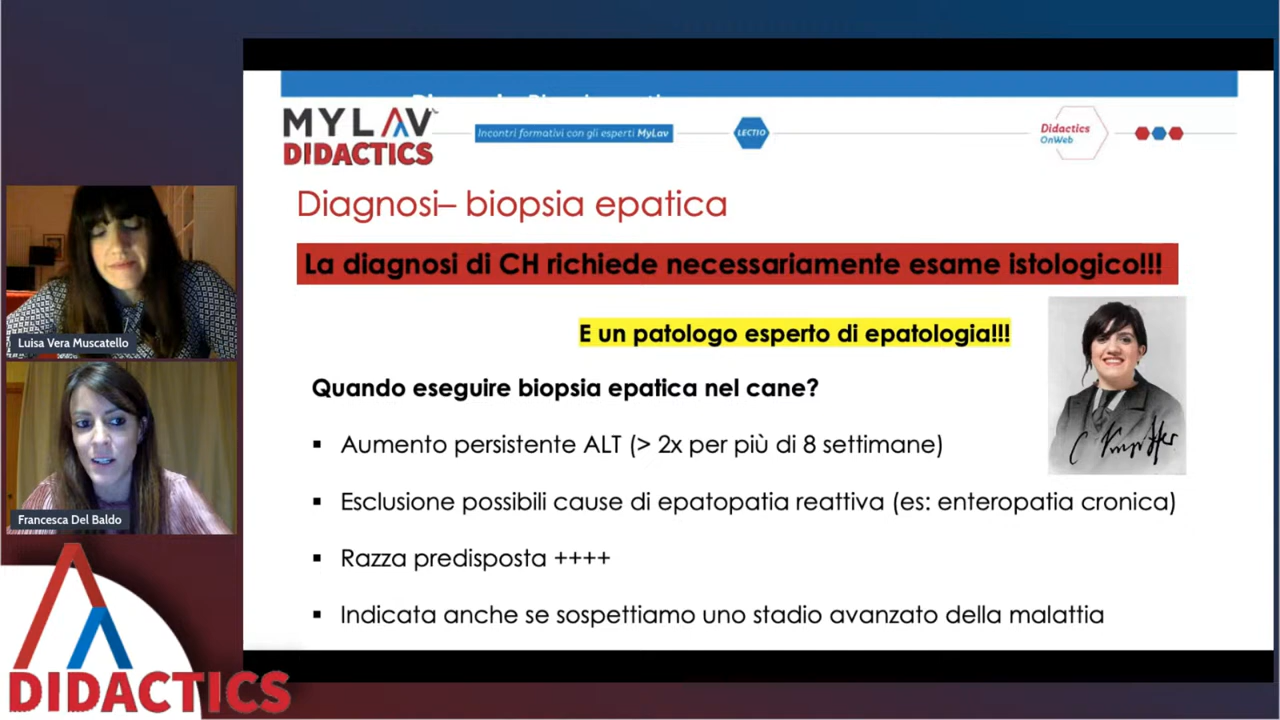 MYLAV
DIDACTICS
Incontri formativi con gli esperti MyLav
LECTIO
Didactics
OnWeb
Diagnosi– biopsia epatica
La diagnosi di CH richiede necessariamente esame istologico!!!
E un patologo esperto di epatologia!!!
Quando eseguire biopsia epatica nel cane?
▪ Aumento persistente ALT (> 2x per più di 8 settimane)
▪ Esclusione possibili cause di epatopatia reattiva (es: enteropatia cronica)
▪ Razza predisposta ++++
▪ Indicata anche se sospettiamo uno stadio avanzato della malattia
Luisa Vera Muscatello
Francesca Del Baldo
DIDACTICS